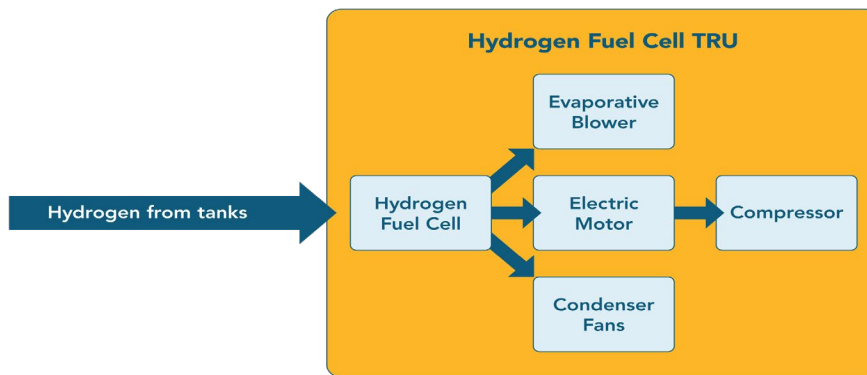 Hydrogen Fuel Cell TRU
Evaporative
Blower
Hydrogen from tanks
Hydrogen
Fuel Cell
Electric
Motor
Compressor
Condenser
Fans